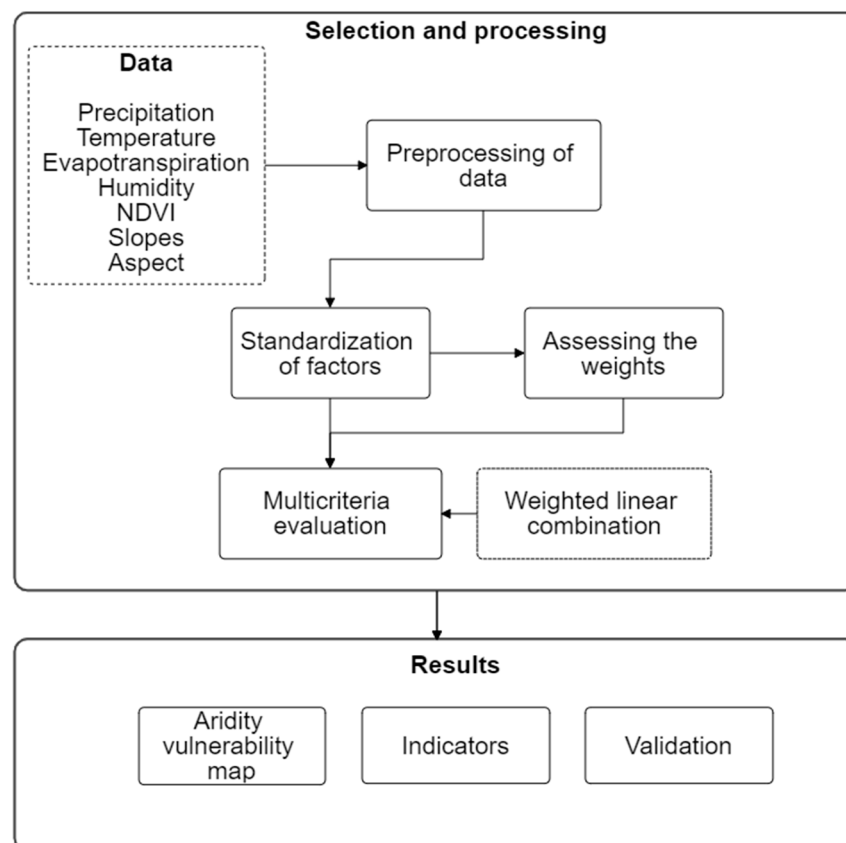 Selection and processing
Data
Precipitation
Temperature
Evapotranspiration
Humidity
NDVI
Slopes
Aspect
Preprocessing of
data
Standardization
of factors
Assessing the
weights
Multicriteria
evaluation
Weighted linear
combination
Results
Aridity
vulnerability
map
Indicators
Validation